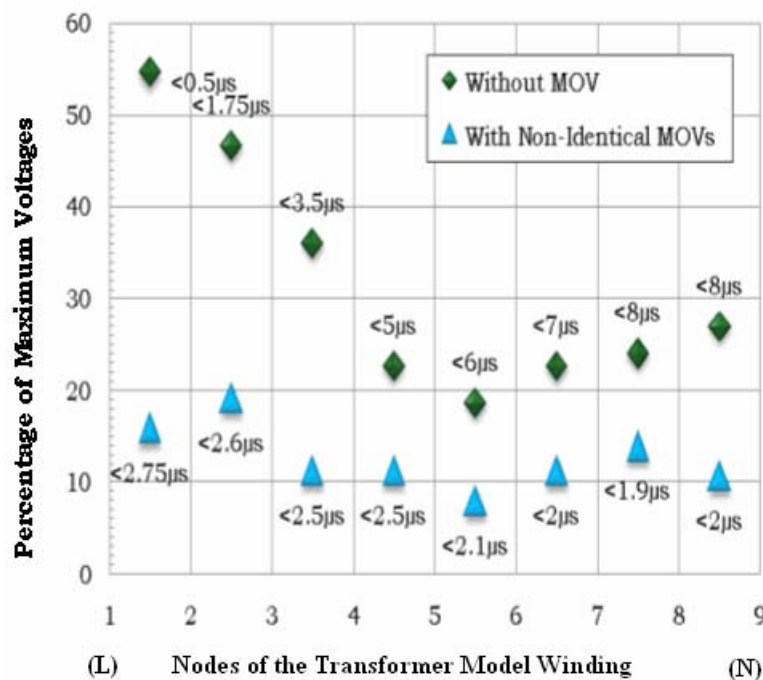 60
50
40
30
20
10
0
Percentage of Maximum Voltages
Without MOV
With Non-Identical MOVs
<0.5µs
<1.75µs
<3.5µs
<5µs
<6µs
<7µs
<8µs
<8µs
<2.75µs
<2.6µs
<2.5µs
<2.5µs
<2.1µs
<2µs
<1.9µs
<2µs
1 2 3 4 5 6 7 8 9
(L) Nodes of the Transformer Model Winding (N)